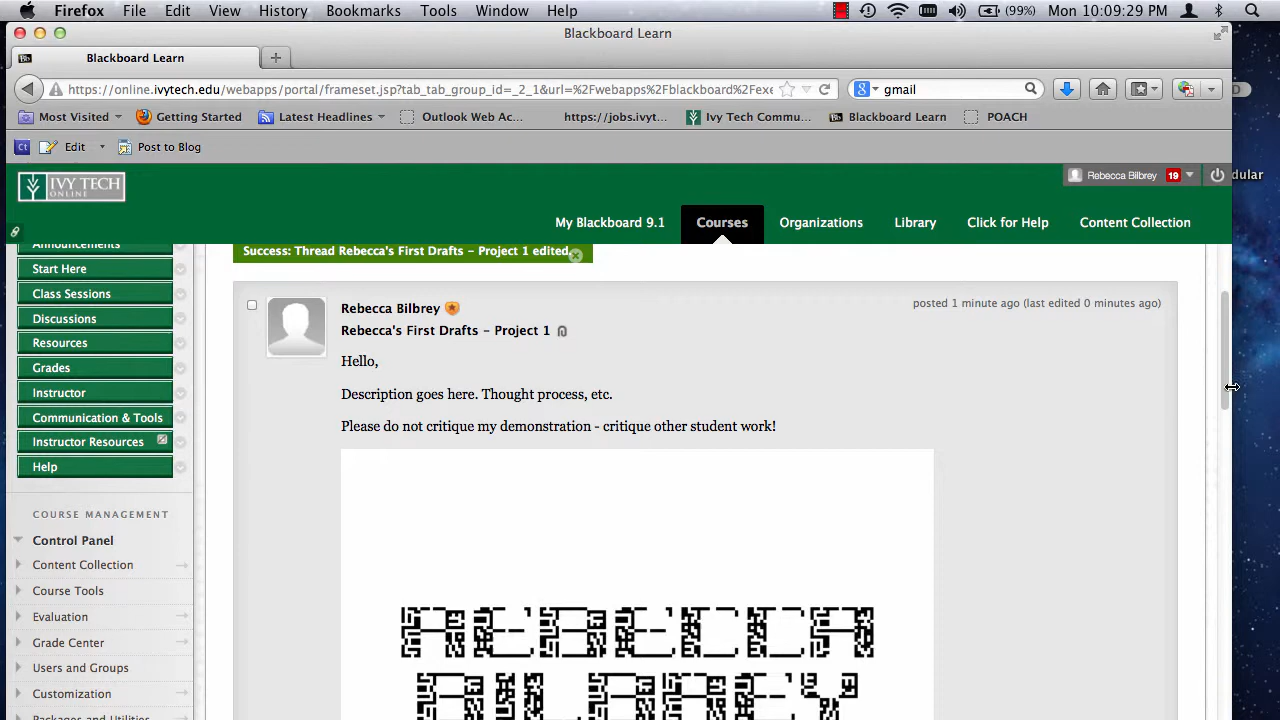 Firefox File Edit View History Bookmarks Tools Window Help (99%) Mon 10:09:29 PM
Blackboard Learn
Bb Blackboard Learn
https://online.ivytech.edu/webapps/portal/frameset.jsp?tab_tab_group_id=_2_1&url=%2Fwebapps%2Fblackboard%2Fexe gmail
Most Visited Getting Started Latest Headlines Outlook Web Ac... https://jobs.ivyt... Ivy Tech Commu... Bb Blackboard Learn POACH
Ct Edit Post to Blog
IVY TECH
ONLINE
Rebecca Bilbrey 19
dular
My Blackboard 9.1 Courses Organizations Library Click for Help Content Collection
Announcements
Success: Thread Rebecca's First Drafts - Project 1 edited.
Start Here
Class Sessions
Discussions
Resources
Grades
Instructor
Communication & Tools
Instructor Resources
Help
COURSE MANAGEMENT
Control Panel
Content Collection
Course Tools
Evaluation
Grade Center
Users and Groups
Customization
Packages and Utilities
Rebecca Bilbrey
posted 1 minute ago (last edited 0 minutes ago)
Rebecca's First Drafts - Project 1
Hello,
Description goes here. Thought process, etc.
Please do not critique my demonstration - critique other student work!
REBECCA
BILBREY